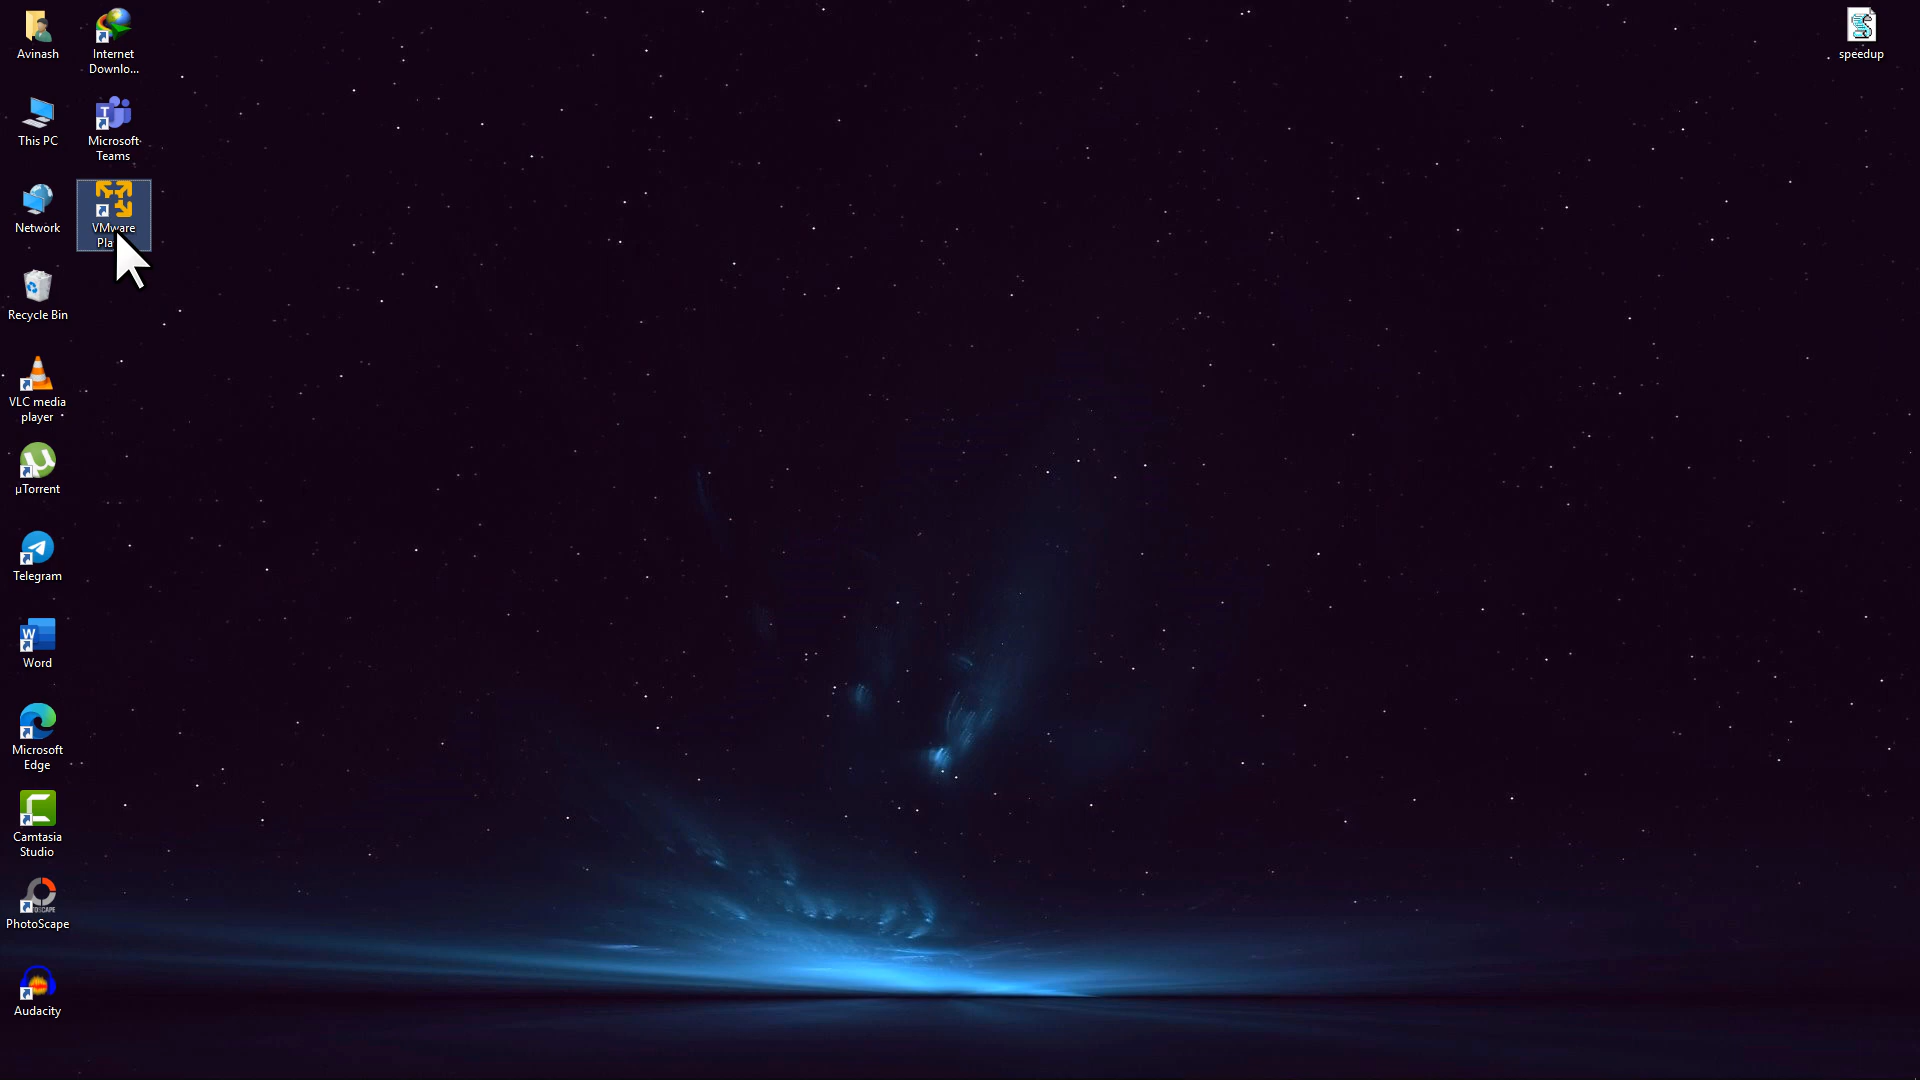 Avinash
Internet
Downlo...
This PC
Microsoft
Teams
Network
VMware
Recycle Bin
VLC media
player
µTorrent
Telegram
Word
Microsoft
Edge
Camtasia
Studio
PhotoScape
Audacity
speedup